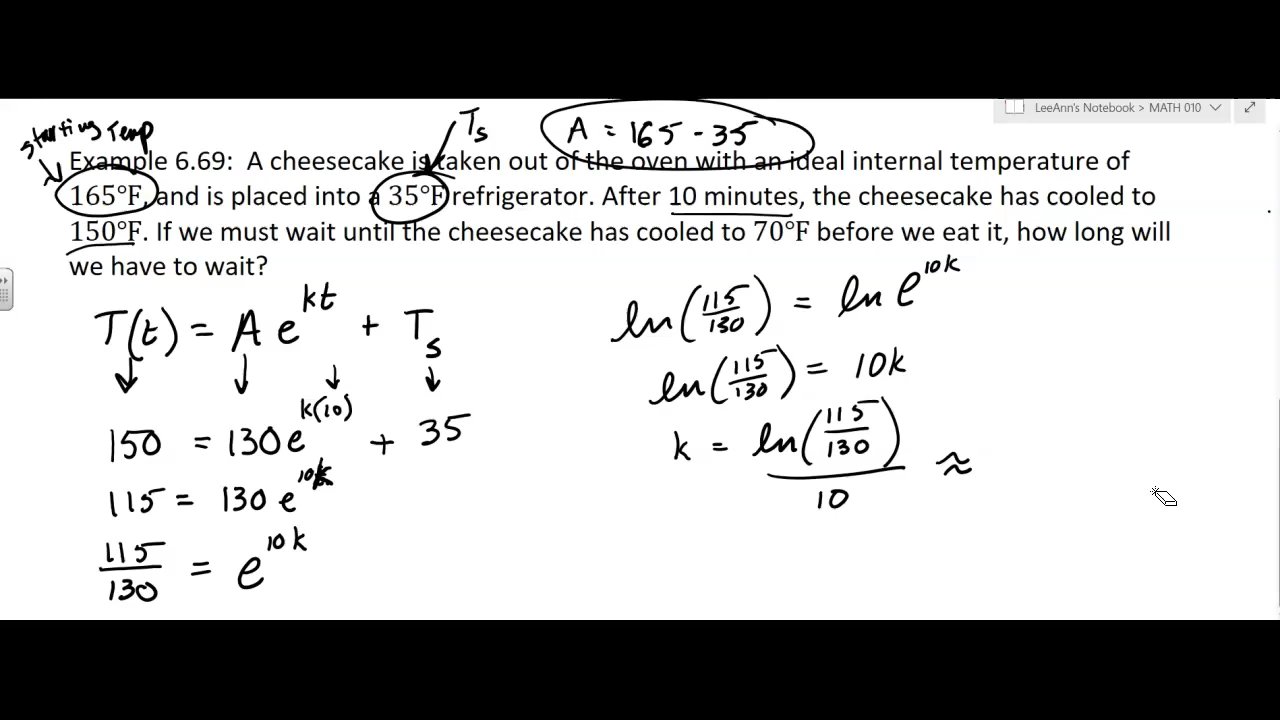 LeeAnn's Notebook > MATH 010
starting Temp
Ts
A = 165 - 35
Example 6.69: A cheesecake is taken out of the oven with an ideal internal temperature of
165°F, and is placed into a 35°F refrigerator. After 10 minutes, the cheesecake has cooled to
150°F. If we must wait until the cheesecake has cooled to 70°F before we eat it, how long will
we have to wait?
T(t) = A e^kt + Ts
150 = 130e^k(10) + 35
115 = 130 e^10k
115/130 = e^10k
ln(115/130) = ln e^10k
ln(115/130) = 10k
k = ln(115/130)/10 ≈